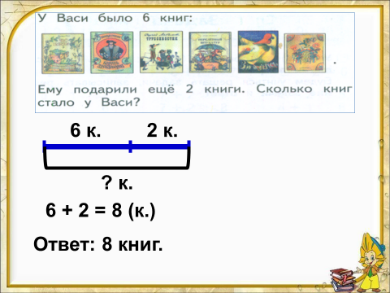 У Васи было 6 книг:
Ему подарили ещё 2 книги. Сколько книг
стало у Васи?
6 к. 2 к.
? к.
6 + 2 = 8 (к.)
Ответ: 8 книг.